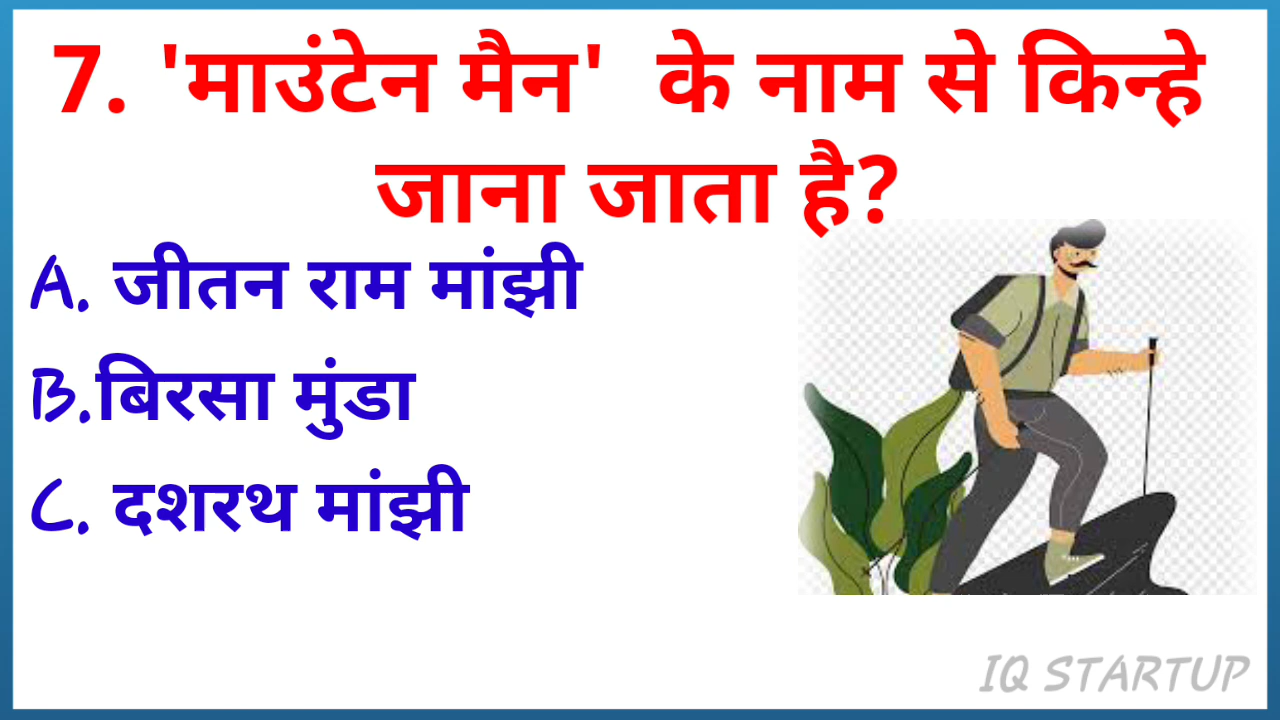 7. 'माउंटेन मैन' के नाम से किन्हे
जाना जाता है?
A. जीतन राम मांझी
B.बिरसा मुंडा
C. दशरथ मांझी
IQ STARTUP